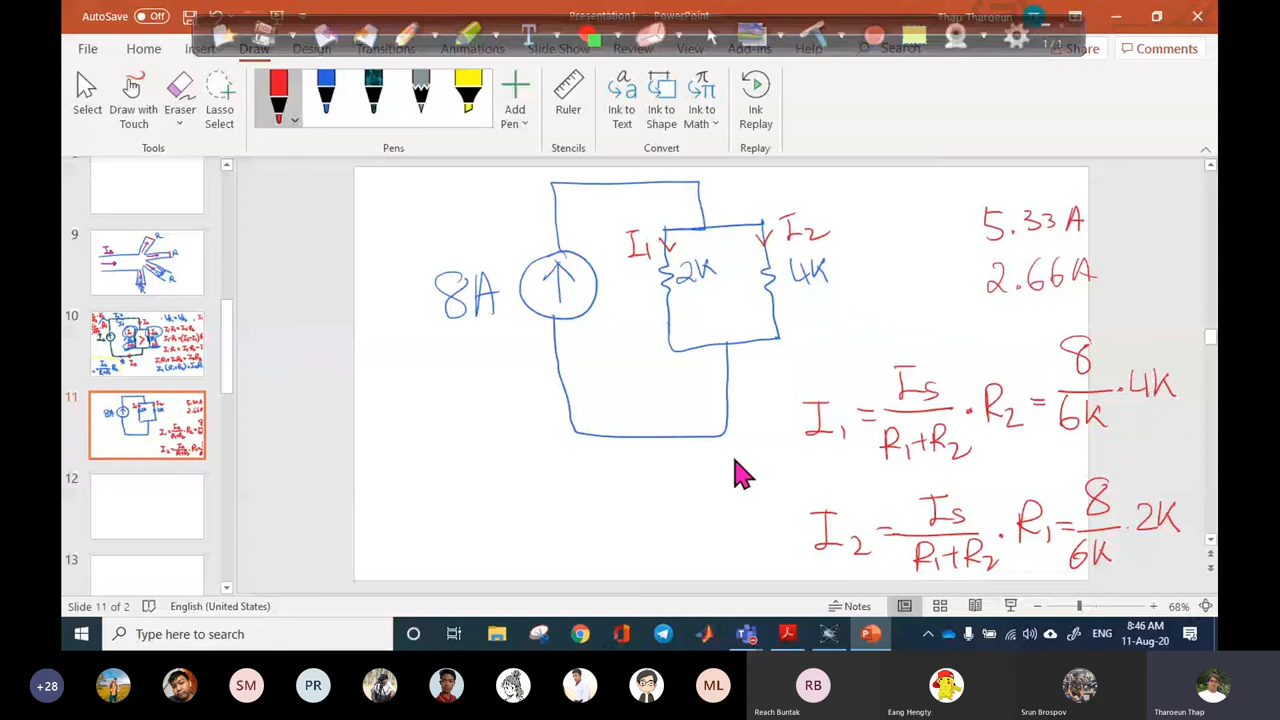 AutoSave Off
Presentation1 - PowerPoint
Thap Tharoeun
File Home Insert Draw Design Transitions Animations Slide Show Review View Add-ins Help Search Share Comments
1/1
Select
Draw with Touch
Eraser
Lasso Select
Add Pen
Ruler
Ink to Text
Ink to Shape
Ink to Math
Ink Replay
Tools Pens Stencils Convert Replay
9
10
11
12
13
8A
I1
2K
I2
4K
5.33 A
2.66 A
I1 = Is/(R1+R2) · R2 = 8/6K · 4K
I2 = Is/(R1+R2) · R1 = 8/6K · 2K
Slide 11 of 2 English (United States) Notes 68%
Type here to search
ENG
8:46 AM
11-Aug-20
+28
SM
PR
ML
RB
Reach Buntak
Eang Hengty
Srun Brospov
Tharoeun Thap